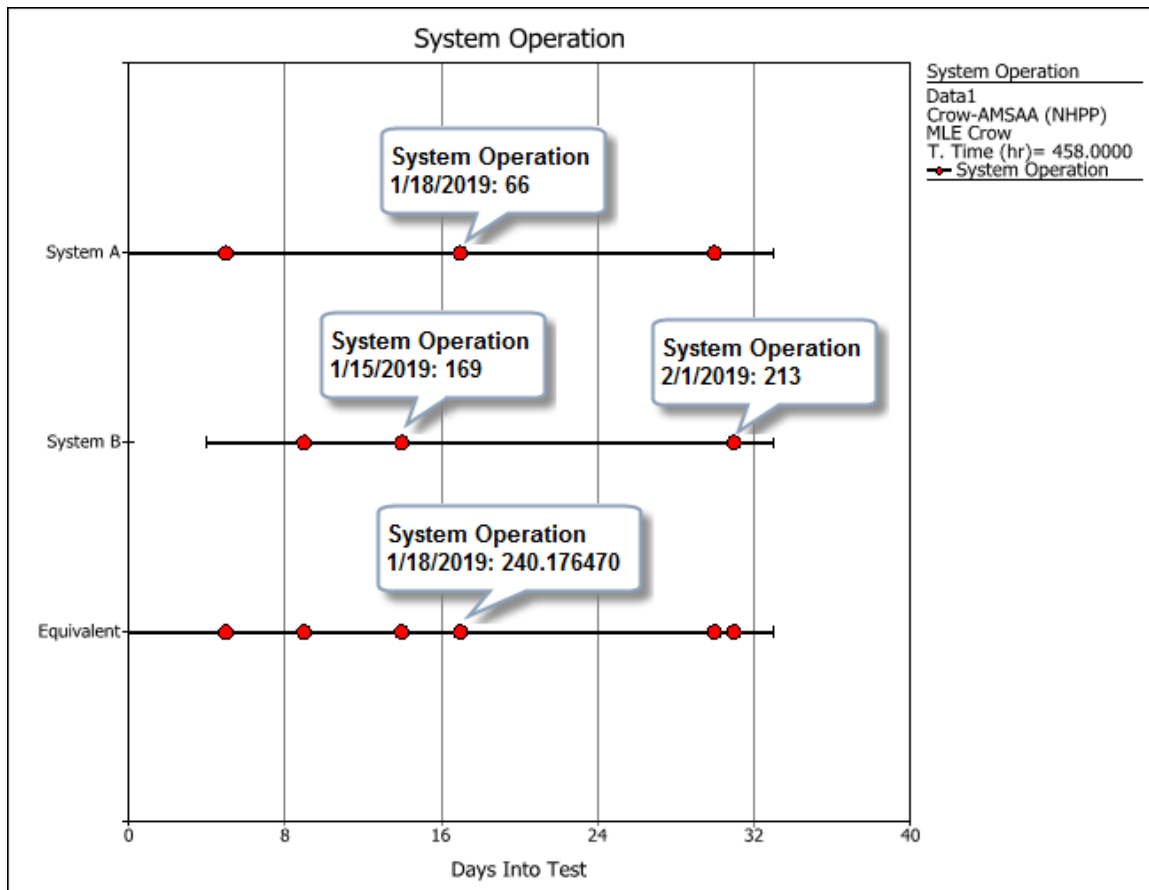 System Operation
System Operation
Data1
Crow-AMSAA (NHPP)
MLE Crow
T. Time (hr)= 458.0000
System Operation
System Operation
1/18/2019: 66
System A
System Operation
1/15/2019: 169
System Operation
2/1/2019: 213
System B
System Operation
1/18/2019: 240.176470
Equivalent
0 8 16 24 32 40
Days Into Test